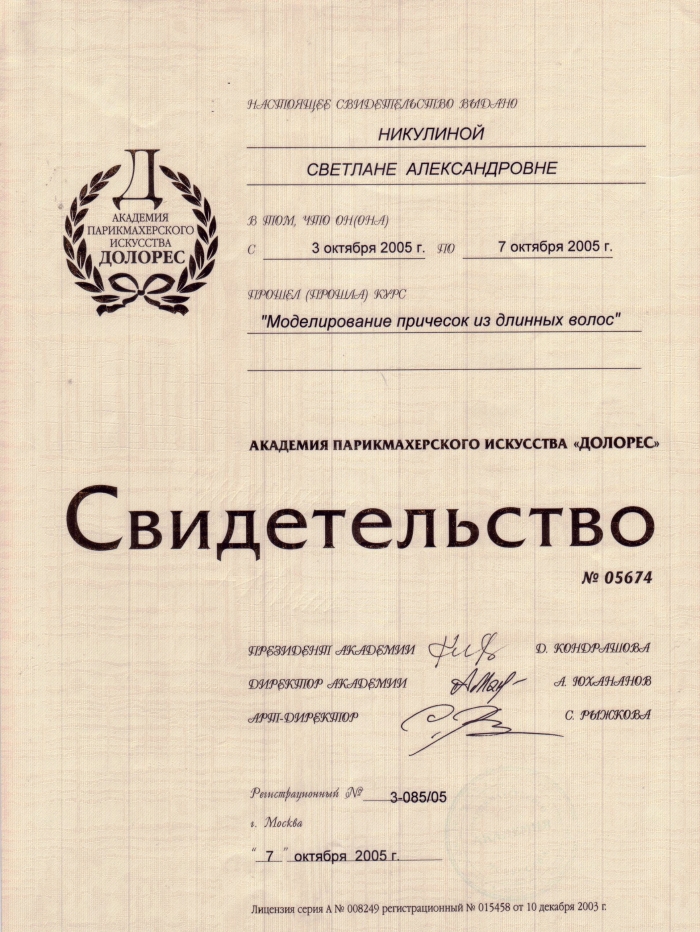 НАСТОЯЩЕЕ СВИДЕТЕЛЬСТВО ВЫДАНО
НИКУЛИНОЙ
СВЕТЛАНЕ АЛЕКСАНДРОВНЕ
Д
АКАДЕМИЯ
ПАРИКМАХЕРСКОГО
ИСКУССТВА
ДОЛОРЕС
В ТОМ, ЧТО ОН(ОНА)
С 3 октября 2005 г. ПО 7 октября 2005 г.
ПРОШЕЛ (ПРОШЛА) КУРС
"Моделирование причесок из длинных волос"
АКАДЕМИЯ ПАРИКМАХЕРСКОГО ИСКУССТВА «ДОЛОРЕС»
Свидетельство
№ 05674
ПРЕЗИДЕНТ АКАДЕМИИ Д. КОНДРАШОВА
ДИРЕКТОР АКАДЕМИИ А. ЮХАНАНОВ
АРТ-ДИРЕКТОР С. РЫЖКОВА
Регистрационный № 3-085/05
г. Москва
" 7 " октября 2005 г.
Лицензия серия А № 008249 регистрационный № 015458 от 10 декабря 2003 г.